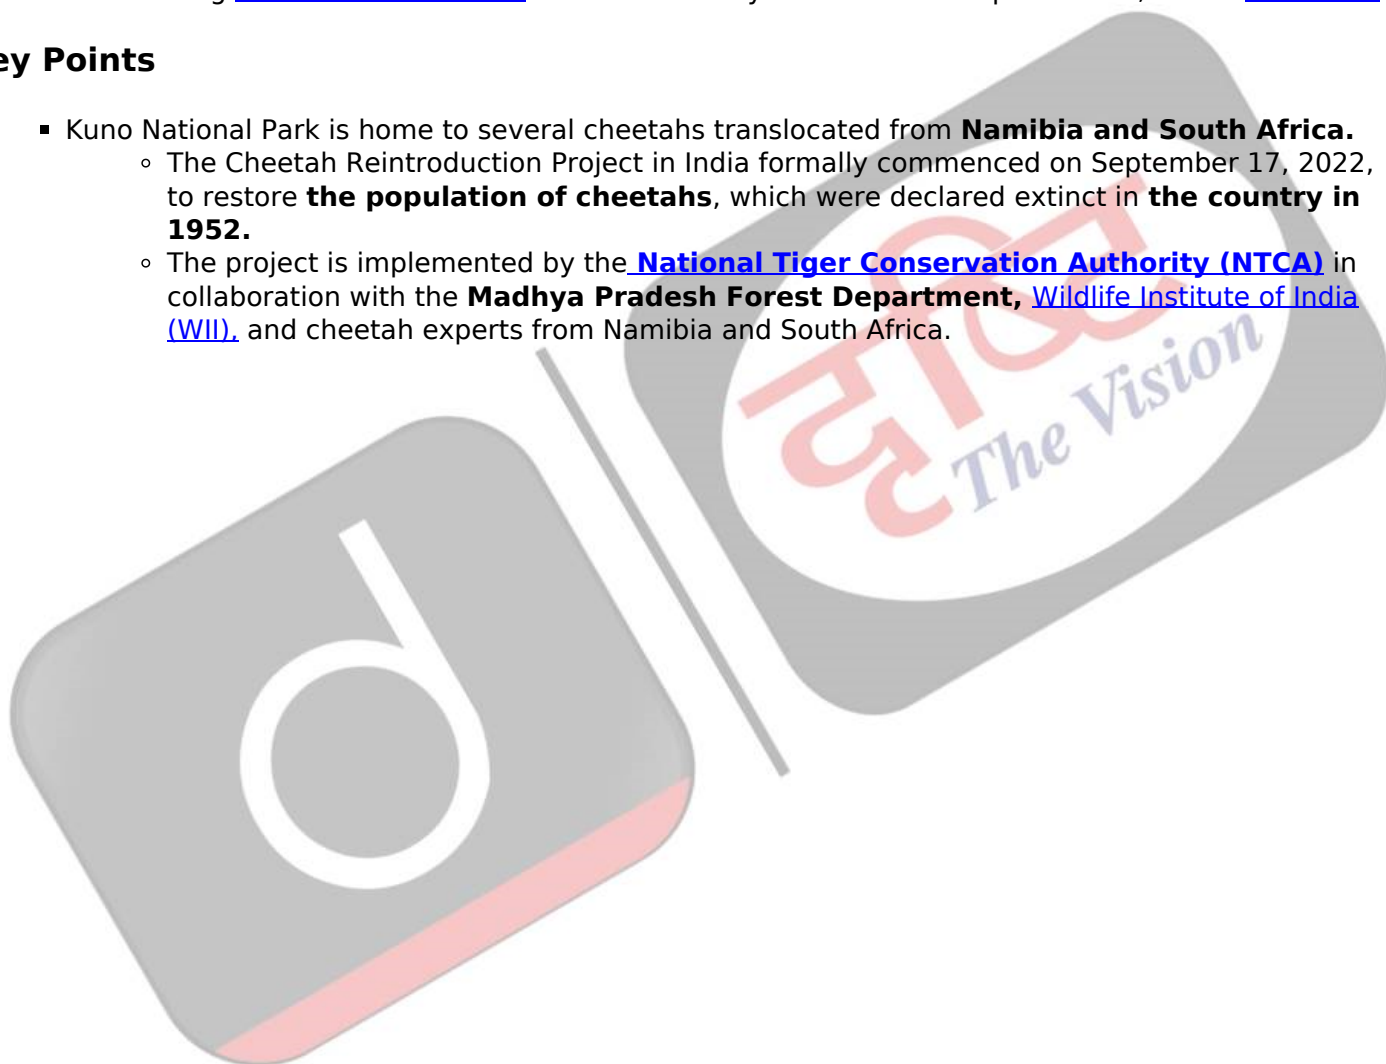 ey Points
▪ Kuno National Park is home to several cheetahs translocated from Namibia and South Africa.
◦ The Cheetah Reintroduction Project in India formally commenced on September 17, 2022,
to restore the population of cheetahs, which were declared extinct in the country in
1952.
◦ The project is implemented by the National Tiger Conservation Authority (NTCA) in
collaboration with the Madhya Pradesh Forest Department, Wildlife Institute of India
(WII), and cheetah experts from Namibia and South Africa.
दृष्टि
The Vision
d